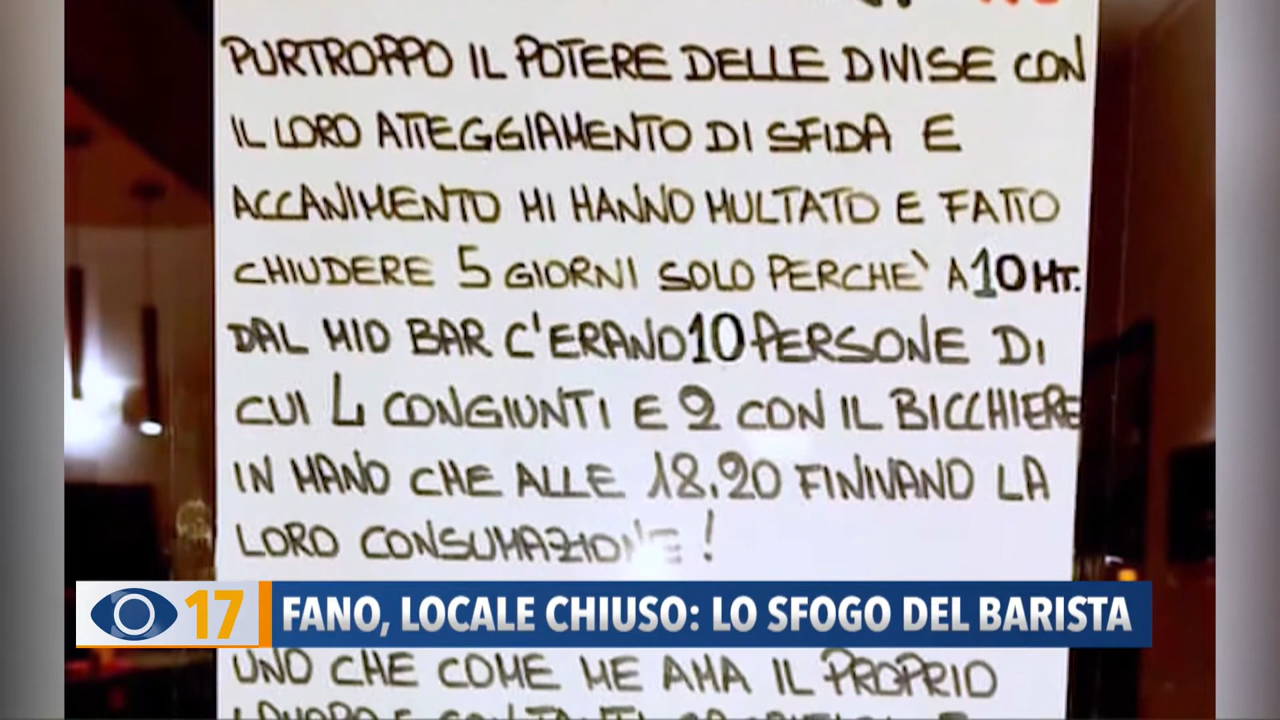 PURTROPPO IL POTERE DELLE DIVISE CON
IL LORO ATTEGGIAMENTO DI SFIDA E
ACCANIMENTO MI HANNO MULTATO E FATTO
CHIUDERE 5 GIORNI SOLO PERCHE` A 10 MT.
DAL MIO BAR C'ERANO 10 PERSONE DI
CUI 4 CONGIUNTI E 2 CON IL BICCHIERE
IN MANO CHE ALLE 18.20 FINIVANO LA
LORO CONSUMAZIONE !
17 FANO, LOCALE CHIUSO: LO SFOGO DEL BARISTA
UNO CHE COME ME AMA IL PROPRIO